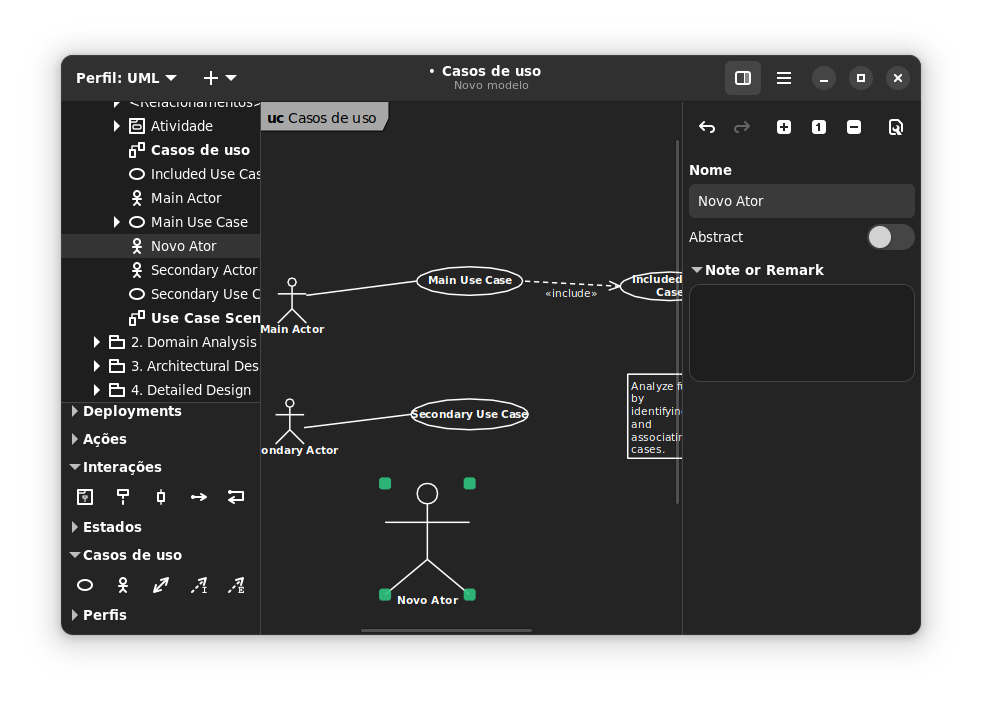 Perfil: UML
• Casos de uso
Novo modelo
<Relacionamentos>
Atividade
Casos de uso
Included Use Cas
Main Actor
Main Use Case
Novo Ator
Secondary Actor
Secondary Use C
Use Case Scen
2. Domain Analysis
3. Architectural Des
4. Detailed Design
Deployments
Ações
Interações
Estados
Casos de uso
I
E
Perfis
uc Casos de uso
Main Use Case
«include»
Included
Case
Main Actor
Secondary Use Case
ondary Actor
Analyze fu
by
identifying
and
associatin
cases.
Novo Ator
1
Nome
Novo Ator
Abstract
Note or Remark